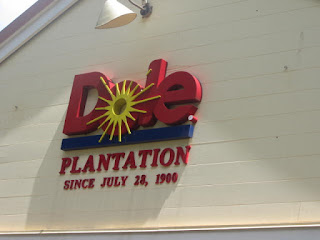 Dole
PLANTATION
SINCE JULY 28, 1900